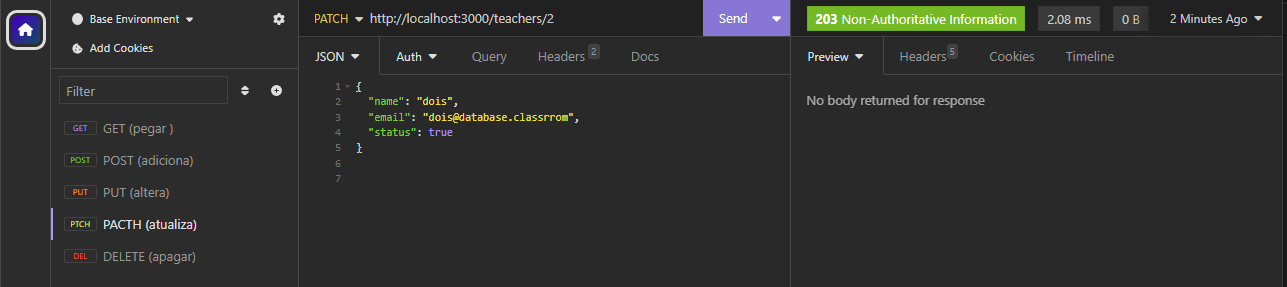 Base Environment
Add Cookies
Filter
GET GET (pegar )
POST POST (adiciona)
PUT PUT (altera)
PTCH PACTH (atualiza)
DEL DELETE (apagar)
PATCH http://localhost:3000/teachers/2 Send
JSON Auth Query Headers 2 Docs
1 {
2 "name": "dois",
3 "email": "dois@database.classrrom",
4 "status": true
5 }
6
7
203 Non-Authoritative Information 2.08 ms 0 B 2 Minutes Ago
Preview Headers 5 Cookies Timeline
No body returned for response